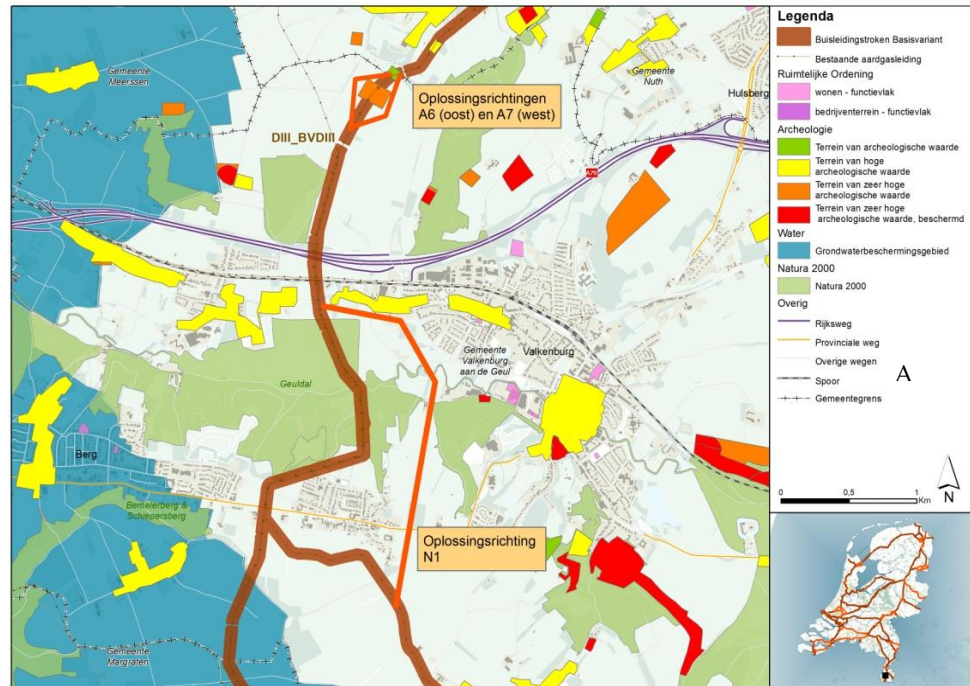 Gemeente
Meerssen
Gemeente
Nuth
Hulsberg
Oplossingsrichtingen
A6 (oost) en A7 (west)
DIII_BVDIII
A76
Gemeente
Valkenburg
aan de Geul
Valkenburg
Geuldal
Berg
Bemelerberg &
Schiepersberg
Oplossingsrichting
N1
Gemeente
Margraten
Legenda
Buisleidingstroken Basisvariant
Bestaande aardgasleiding
Ruimtelijke Ordening
wonen - functievlak
bedrijventerrein - functievlak
Archeologie
Terrein van archeologische waarde
Terrein van hoge
archeologische waarde
Terrein van zeer hoge
archeologische waarde
Terrein van zeer hoge
archeologische waarde, beschermd
Water
Grondwaterbeschermingsgebied
Natura 2000
Natura 2000
Overig
Rijksweg
Provinciale weg
Overige wegen
A
Spoor
Gemeentegrens
N
0 0,5 1
Km